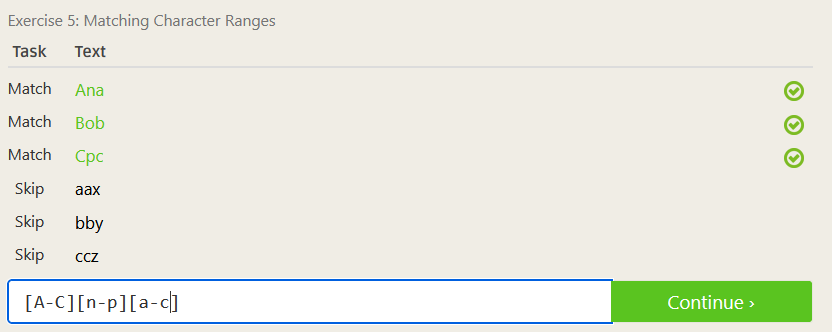 Exercise 5: Matching Character Ranges
Task Text
Match Ana
Match Bob
Match Cpc
Skip aax
Skip bby
Skip ccz
[A-C][n-p][a-c]
Continue ›